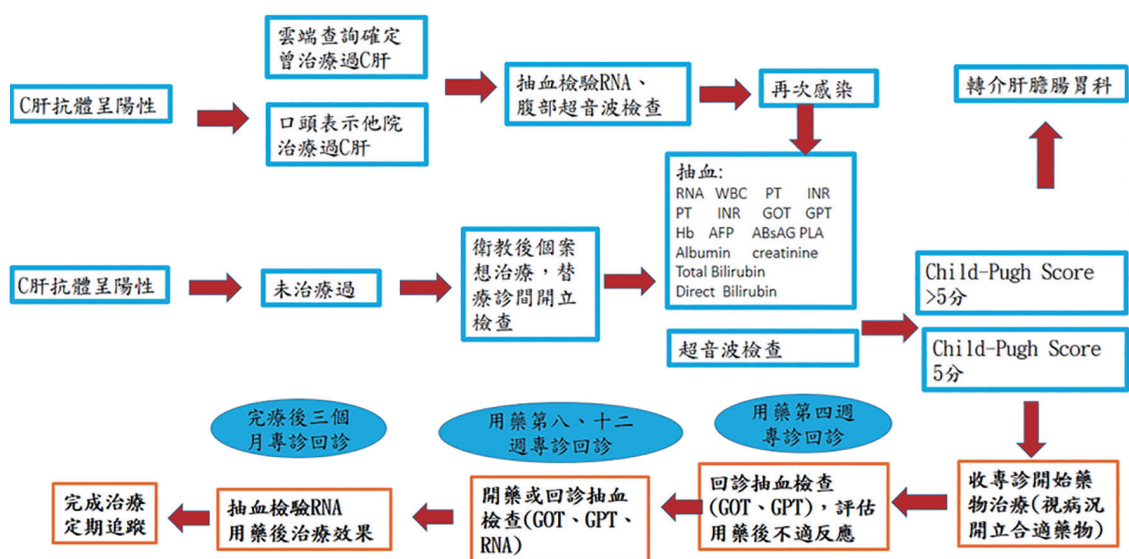 雲端查詢確定
曾治療過C肝
C肝抗體呈陽性
口頭表示他院
治療過C肝
抽血檢驗RNA、
腹部超音波檢查
再次感染
轉介肝膽腸胃科
抽血:
RNA WBC PT INR
PT INR GOT GPT
Hb AFP ABsAG PLA
Albumin creatinine
Total Bilirubin
Direct Bilirubin
C肝抗體呈陽性
未治療過
衛教後個案
想治療，替
療診間開立
檢查
超音波檢查
Child-Pugh Score
>5分
Child-Pugh Score
5分
完療後三個
月專診回診
用藥第八、十二
週專診回診
用藥第四週
專診回診
完成治療
定期追蹤
抽血檢驗RNA
用藥後治療效果
開藥或回診抽血
檢查(GOT、GPT、
RNA)
回診抽血檢查
(GOT、GPT)，評估
用藥後不適反應
收專診開始藥
物治療(視病況
開立合適藥物)